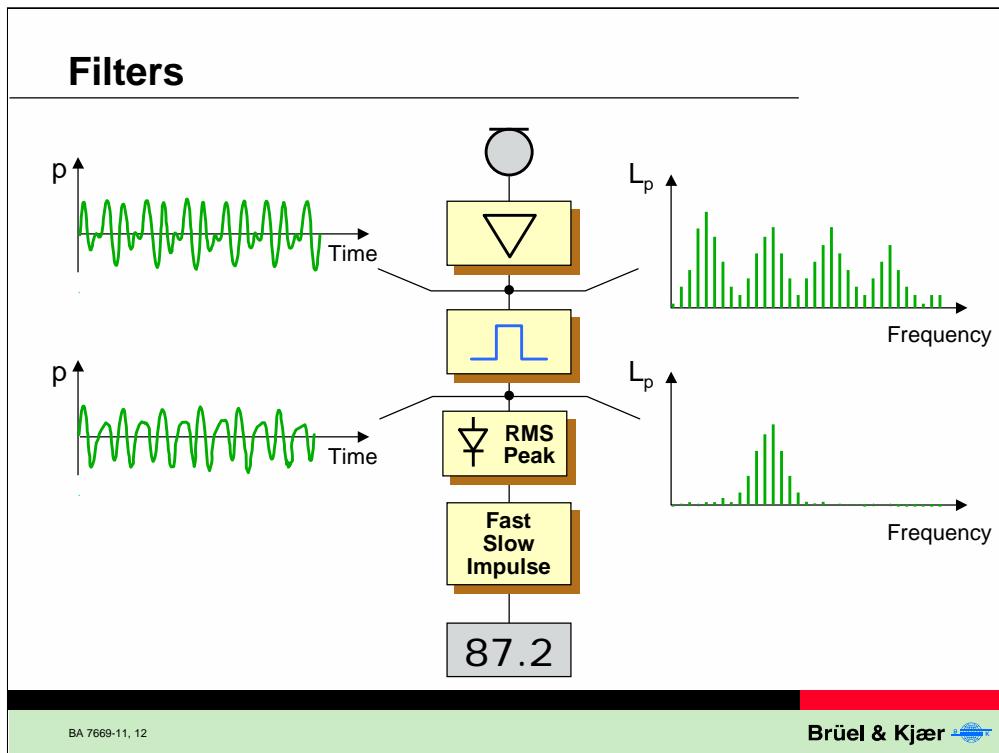 Filters
p
Time
Lp
Frequency
p
Time
RMS
Peak
Lp
Frequency
Fast
Slow
Impulse
87.2
BA 7669-11, 12
Brüel & Kjær